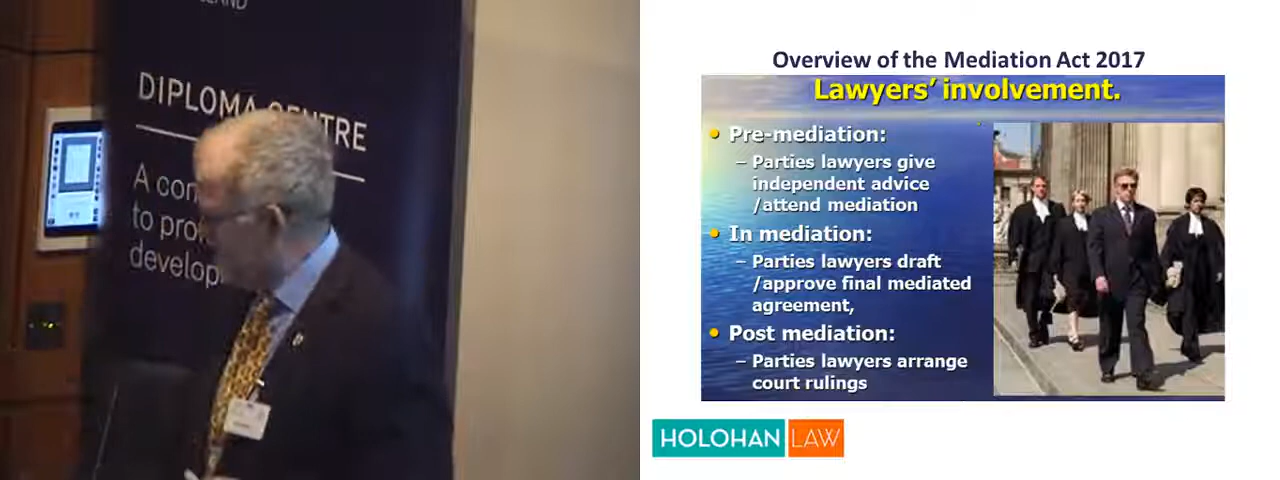 DIPLOMA CENTRE
A
to
develop
Overview of the Mediation Act 2017
Lawyers’ involvement.
• Pre-mediation:
– Parties lawyers give
independent advice
/attend mediation
• In mediation:
– Parties lawyers draft
/approve final mediated
agreement,
• Post mediation:
– Parties lawyers arrange
court rulings
HOLOHAN LAW